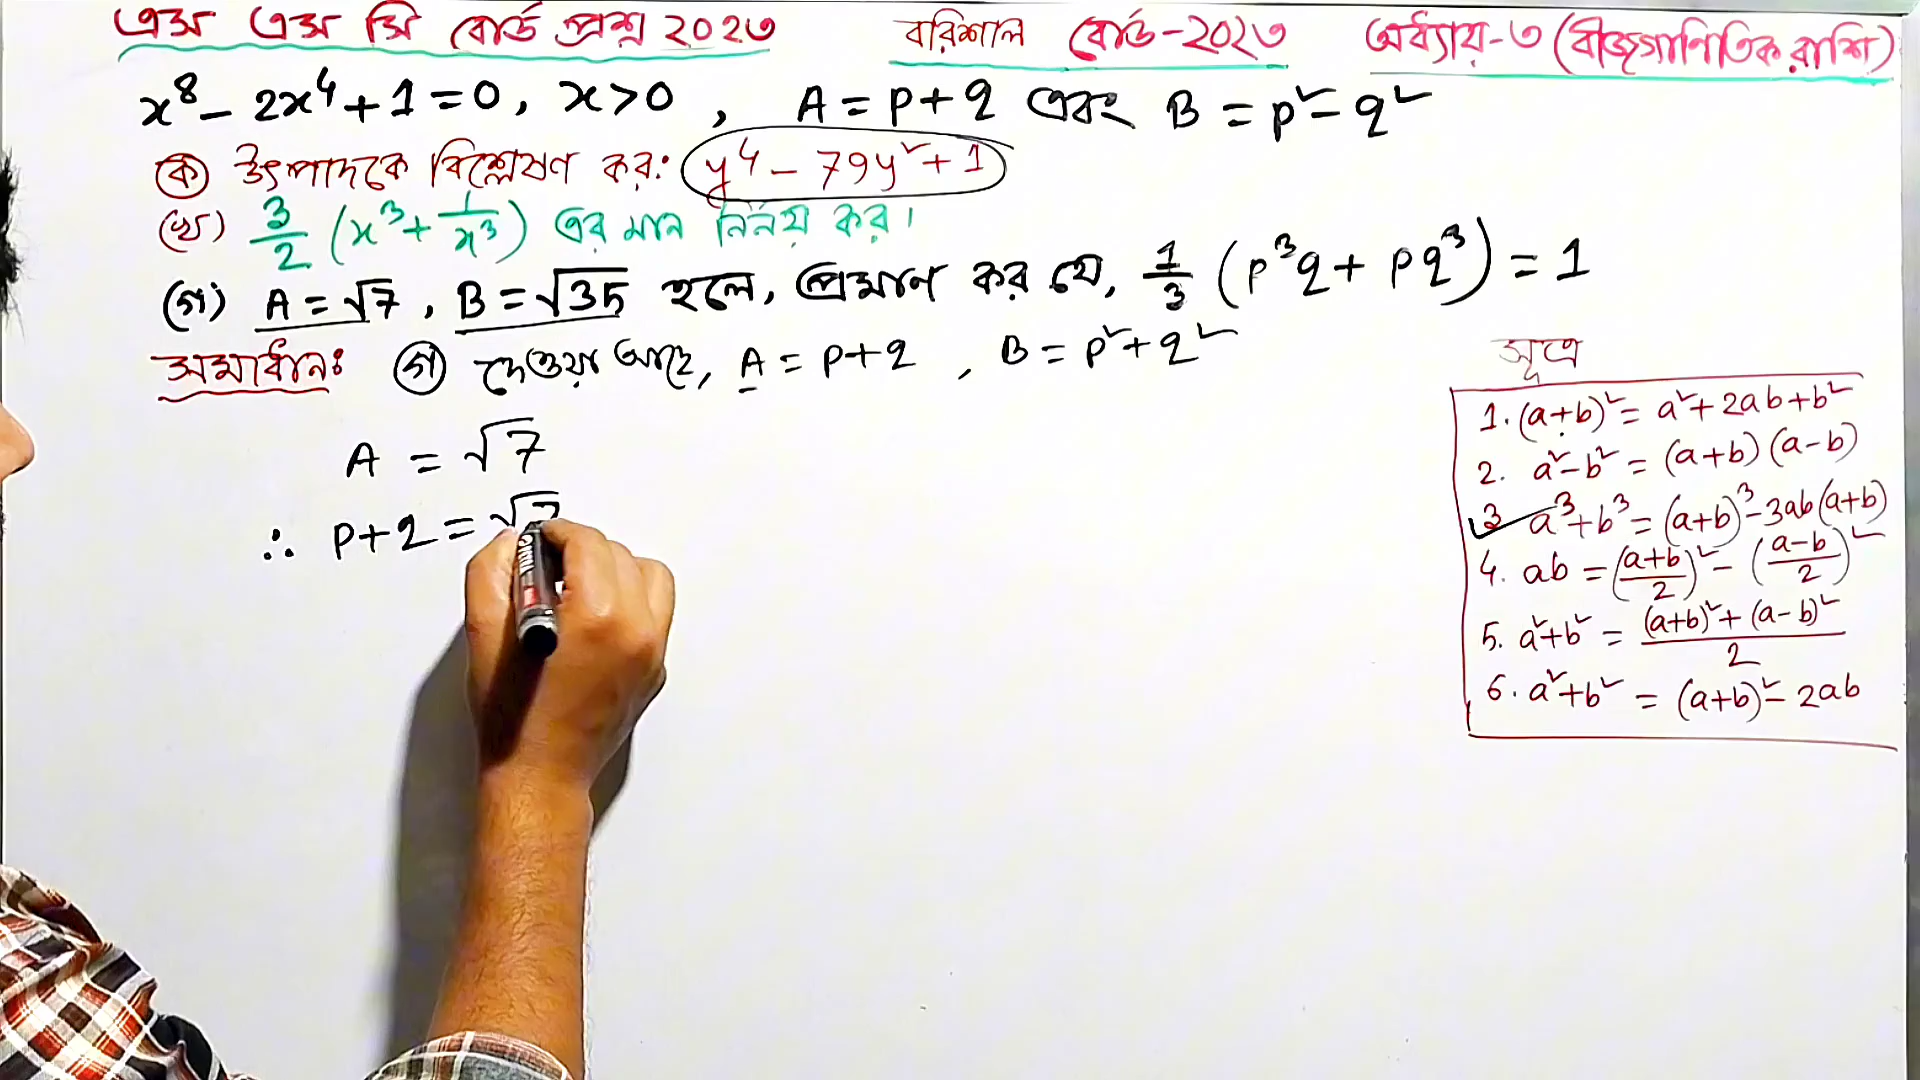 এস এস সি বোর্ড প্রশ্ন ২০২৩ বরিশাল বোর্ড-২০২৩ অধ্যায়-৩ (বীজগাণিতিক রাশি)
x⁸ - 2x⁴ + 1 = 0, x > 0, A = p + q এবং B = p² - q²
(ক) উৎপাদকে বিশ্লেষণ কর: y⁴ - 79y² + 1
(খ) 3/2 (x³ + 1/x³) এর মান নির্নয় কর।
(গ) A = √7, B = √35 হলে, প্রমাণ কর যে, 1/3 (p³q + pq³) = 1
সমাধান: (গ) দেওয়া আছে, A = p + q, B = p² + q²
A = √7
∴ p + q = √7
সূত্র
1. (a+b)² = a² + 2ab + b²
2. a² - b² = (a+b) (a-b)
3 a³ + b³ = (a+b)³ - 3ab(a+b)
4. ab = ((a+b)/2)² - ((a-b)/2)²
5. a² + b² = ((a+b)² + (a-b)²)/2
6. a² + b² = (a+b)² - 2ab